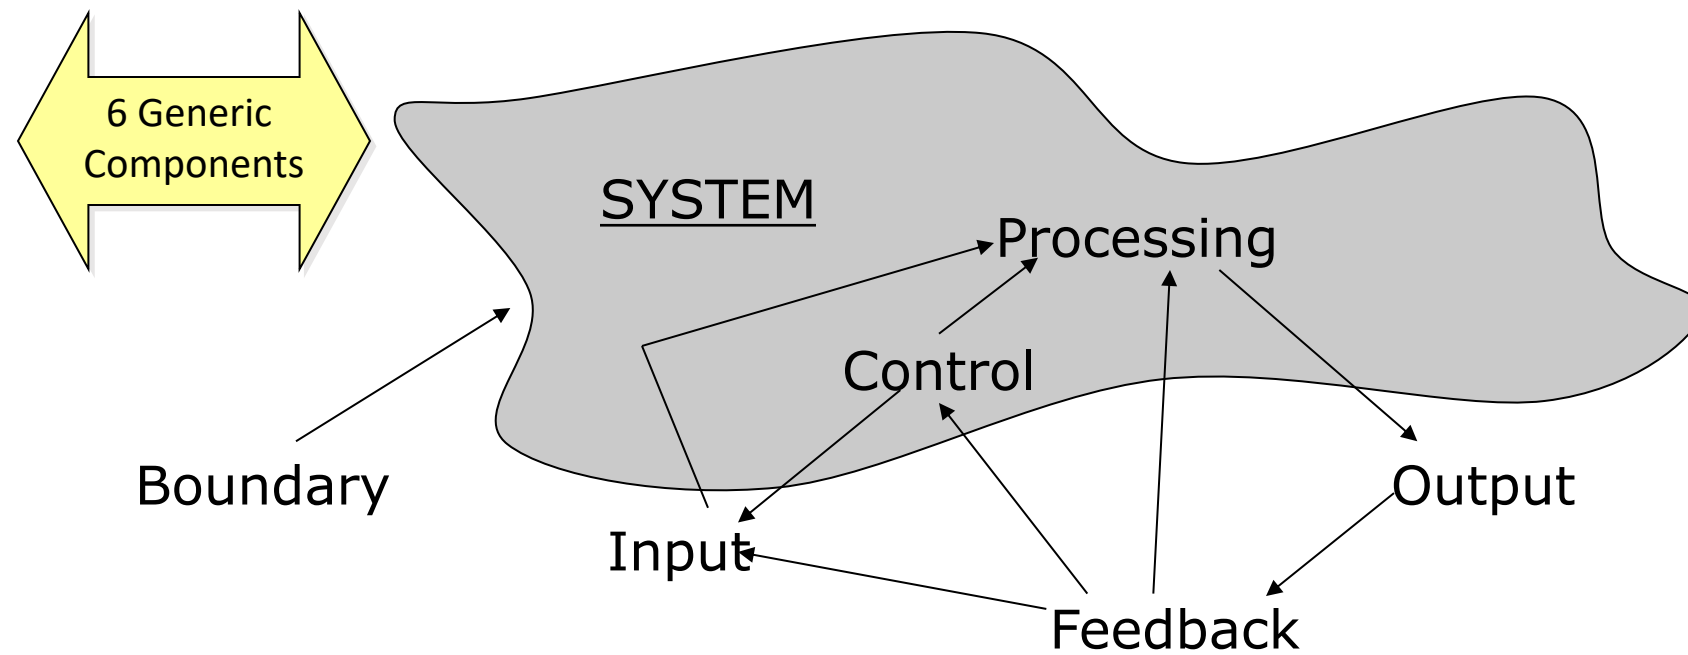 6 Generic
Components
SYSTEM
Processing
Control
Boundary
Output
Input
Feedback